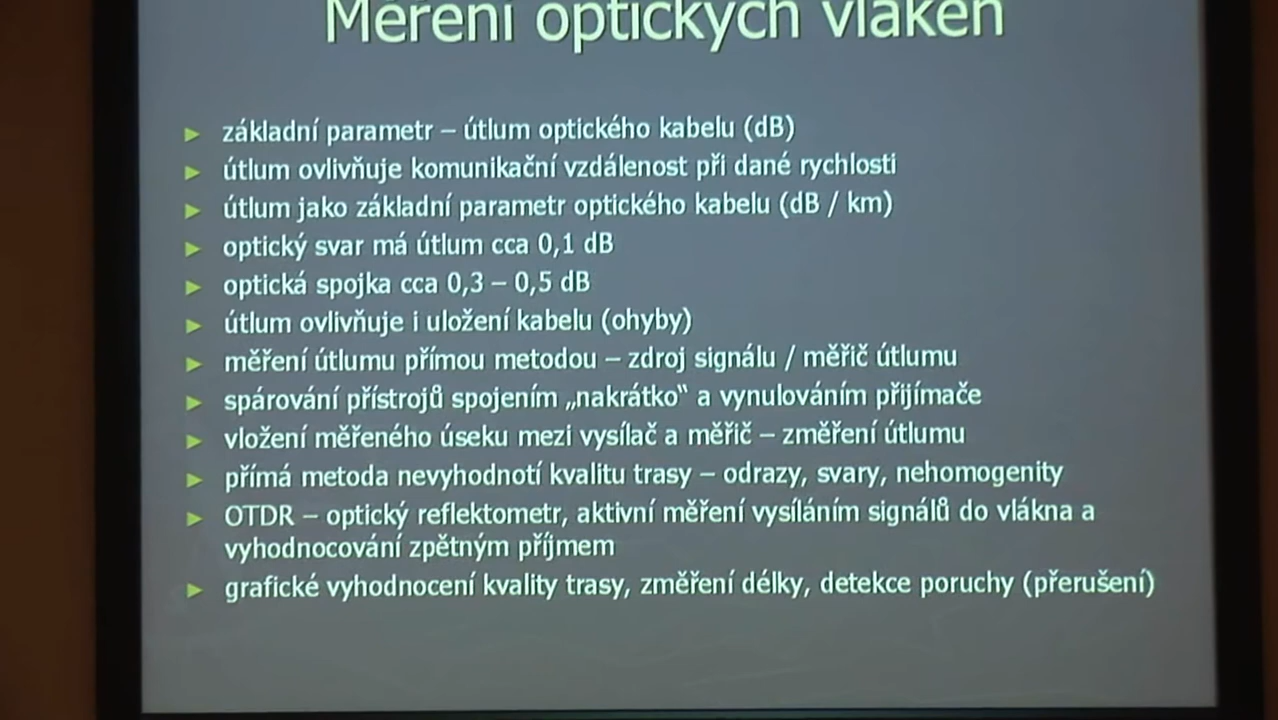 Měření optických vláken
► základní parametr – útlum optického kabelu (dB)
► útlum ovlivňuje komunikační vzdálenost při dané rychlosti
► útlum jako základní parametr optického kabelu (dB / km)
► optický svar má útlum cca 0,1 dB
► optická spojka cca 0,3 – 0,5 dB
► útlum ovlivňuje i uložení kabelu (ohyby)
► měření útlumu přímou metodou – zdroj signálu / měřič útlumu
► spárování přístrojů spojením „nakrátko“ a vynulováním přijímače
► vložení měřeného úseku mezi vysílač a měřič – změření útlumu
► přímá metoda nevyhodnotí kvalitu trasy – odrazy, svary, nehomogenity
► OTDR – optický reflektometr, aktivní měření vysíláním signálů do vlákna a
vyhodnocování zpětným příjmem
► grafické vyhodnocení kvality trasy, změření délky, detekce poruchy (přerušení)